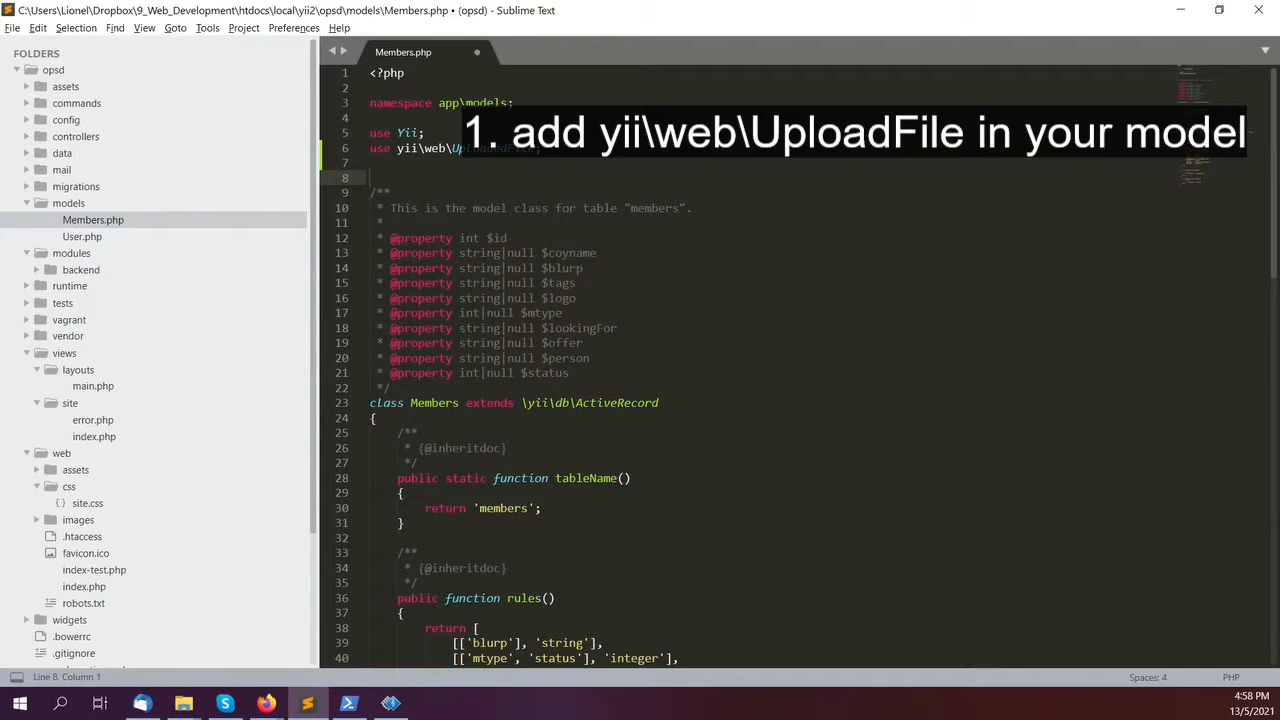 C:\Users\Lionel\Dropbox\9_Web_Development\htdocs\local\yii2\opsd\models\Members.php • (opsd) - Sublime Text
File Edit Selection Find View Goto Tools Project Preferences Help
FOLDERS
opsd
assets
commands
config
controllers
data
mail
migrations
models
Members.php
User.php
modules
backend
runtime
tests
vagrant
vendor
views
layouts
main.php
site
error.php
index.php
web
assets
css
site.css
images
.htaccess
favicon.ico
index-test.php
index.php
robots.txt
widgets
.bowerrc
.gitignore
Members.php
1 <?php
2
3 namespace app\models;
4
5 use Yii;
6 use yii\web\UploadedFile;
1. add yii\web\UploadFile in your model
7
8
9 /**
10 * This is the model class for table "members".
11 *
12 * @property int $id
13 * @property string|null $coyname
14 * @property string|null $blurp
15 * @property string|null $tags
16 * @property string|null $logo
17 * @property int|null $mtype
18 * @property string|null $lookingFor
19 * @property string|null $offer
20 * @property string|null $person
21 * @property int|null $status
22 */
23 class Members extends \yii\db\ActiveRecord
24 {
25 /**
26 * {@inheritdoc}
27 */
28 public static function tableName()
29 {
30 return 'members';
31 }
32
33 /**
34 * {@inheritdoc}
35 */
36 public function rules()
37 {
38 return [
39 [['blurp'], 'string'],
40 [['mtype', 'status'], 'integer'],
Line 8, Column 1
Spaces: 4
PHP
4:58 PM
13/5/2021